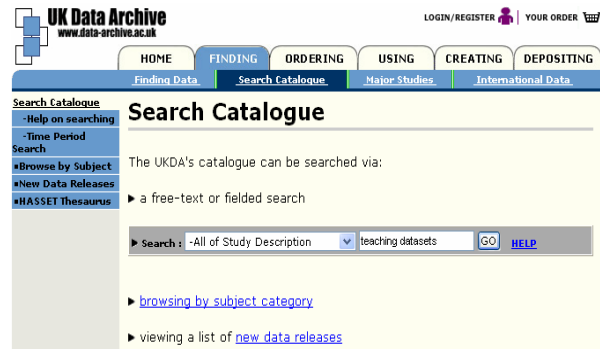 UK Data Archive
www.data-archive.ac.uk
LOGIN/REGISTER YOUR ORDER
HOME FINDING ORDERING USING CREATING DEPOSITING
Finding Data Search Catalogue Major Studies International Data
Search Catalogue
-Help on searching
-Time Period
Search
Browse by Subject
New Data Releases
HASSET Thesaurus
Search Catalogue
The UKDA's catalogue can be searched via:
a free-text or fielded search
Search : -All of Study Description teaching datasets GO HELP
browsing by subject category
viewing a list of new data releases